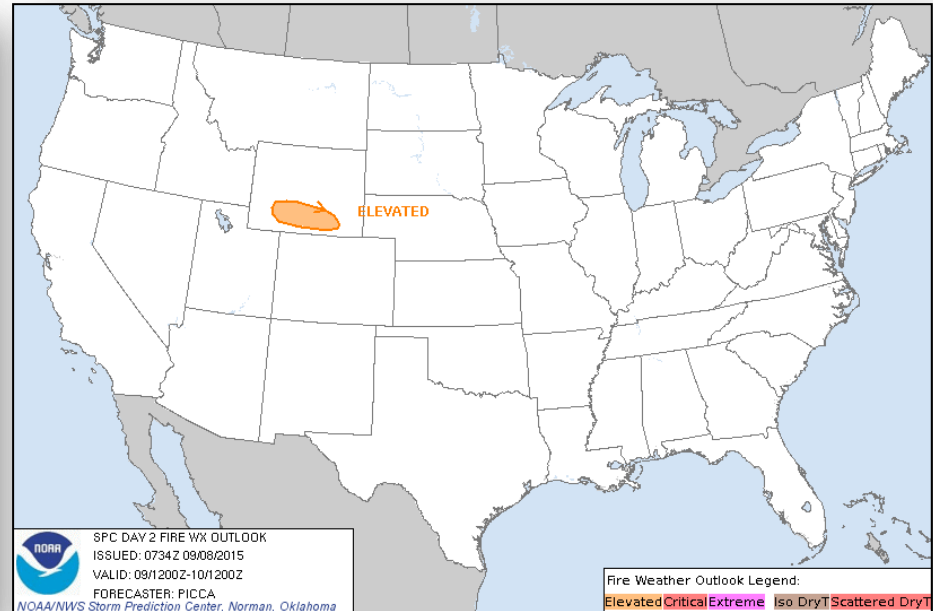 ELEVATED
NOAA
SPC DAY 2 FIRE WX OUTLOOK
ISSUED: 0734Z 09/08/2015
VALID: 09/1200Z-10/1200Z
FORECASTER: PICCA
NOAA/NWS Storm Prediction Center, Norman, Oklahoma
Fire Weather Outlook Legend:
Elevated Critical Extreme Iso DryT Scattered DryT